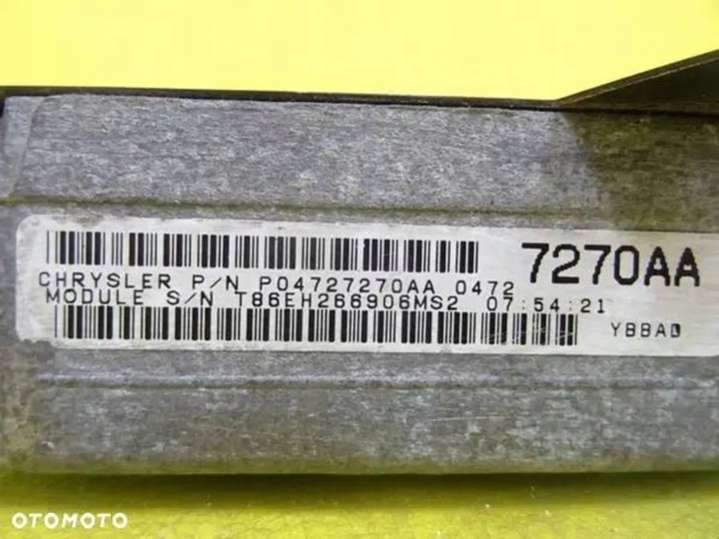 7270AA
CHRYSLER P/N P04727270AA 0472
MODULE S/N T86EH266906MS2 07:54:21
YBBAD
OTOMOTO